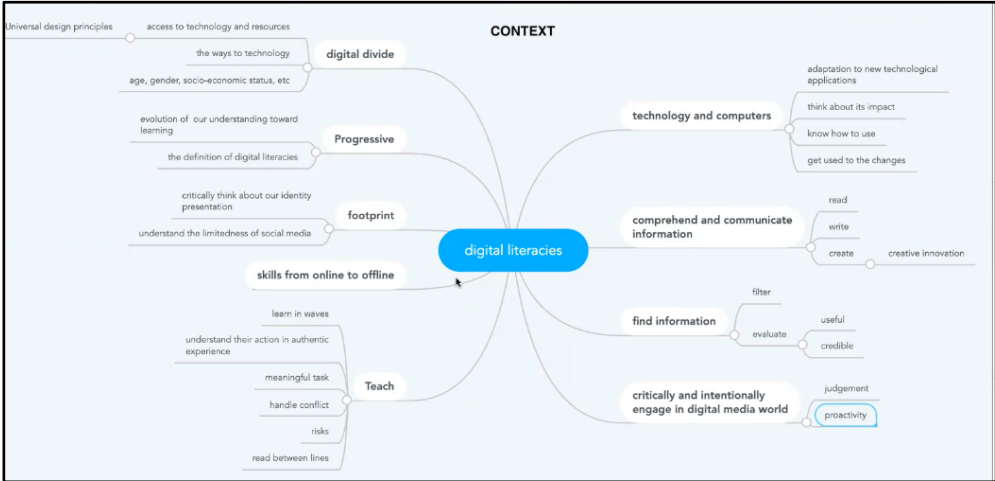 CONTEXT
Universal design principles
access to technology and resources
the ways to technology
age, gender, socio-economic status, etc
digital divide
evolution of our understanding toward
learning
the definition of digital literacies
Progressive
critically think about our identity
presentation
understand the limitedness of social media
footprint
skills from online to offline
learn in waves
understand their action in authentic
experience
meaningful task
handle conflict
risks
read between lines
Teach
digital literacies
technology and computers
adaptation to new technological
applications
think about its impact
know how to use
get used to the changes
comprehend and communicate
information
read
write
create
creative innovation
find information
filter
evaluate
useful
credible
critically and intentionally
engage in digital media world
judgement
proactivity